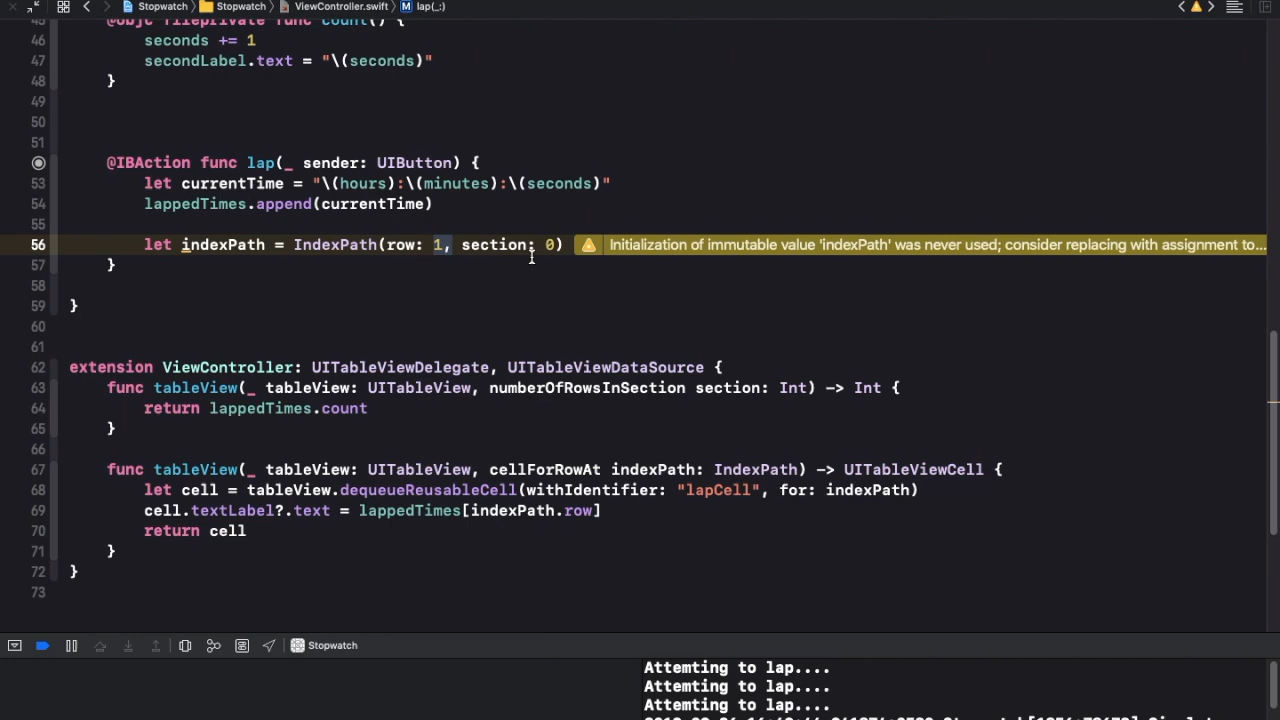 Stopwatch Stopwatch ViewController.swift M lap(_:)
45 @objc fileprivate func count() {
46 seconds += 1
47 secondLabel.text = "\(seconds)"
48 }
49
50
51
@IBAction func lap(_ sender: UIButton) {
53 let currentTime = "\(hours):\(minutes):\(seconds)"
54 lappedTimes.append(currentTime)
55
56 let indexPath = IndexPath(row: 1, section: 0) Initialization of immutable value 'indexPath' was never used; consider replacing with assignment to...
57 }
58
59 }
60
61
62 extension ViewController: UITableViewDelegate, UITableViewDataSource {
63 func tableView(_ tableView: UITableView, numberOfRowsInSection section: Int) -> Int {
64 return lappedTimes.count
65 }
66
67 func tableView(_ tableView: UITableView, cellForRowAt indexPath: IndexPath) -> UITableViewCell {
68 let cell = tableView.dequeueReusableCell(withIdentifier: "lapCell", for: indexPath)
69 cell.textLabel?.text = lappedTimes[indexPath.row]
70 return cell
71 }
72 }
73
Stopwatch
Attemting to lap....
Attemting to lap....
Attemting to lap....